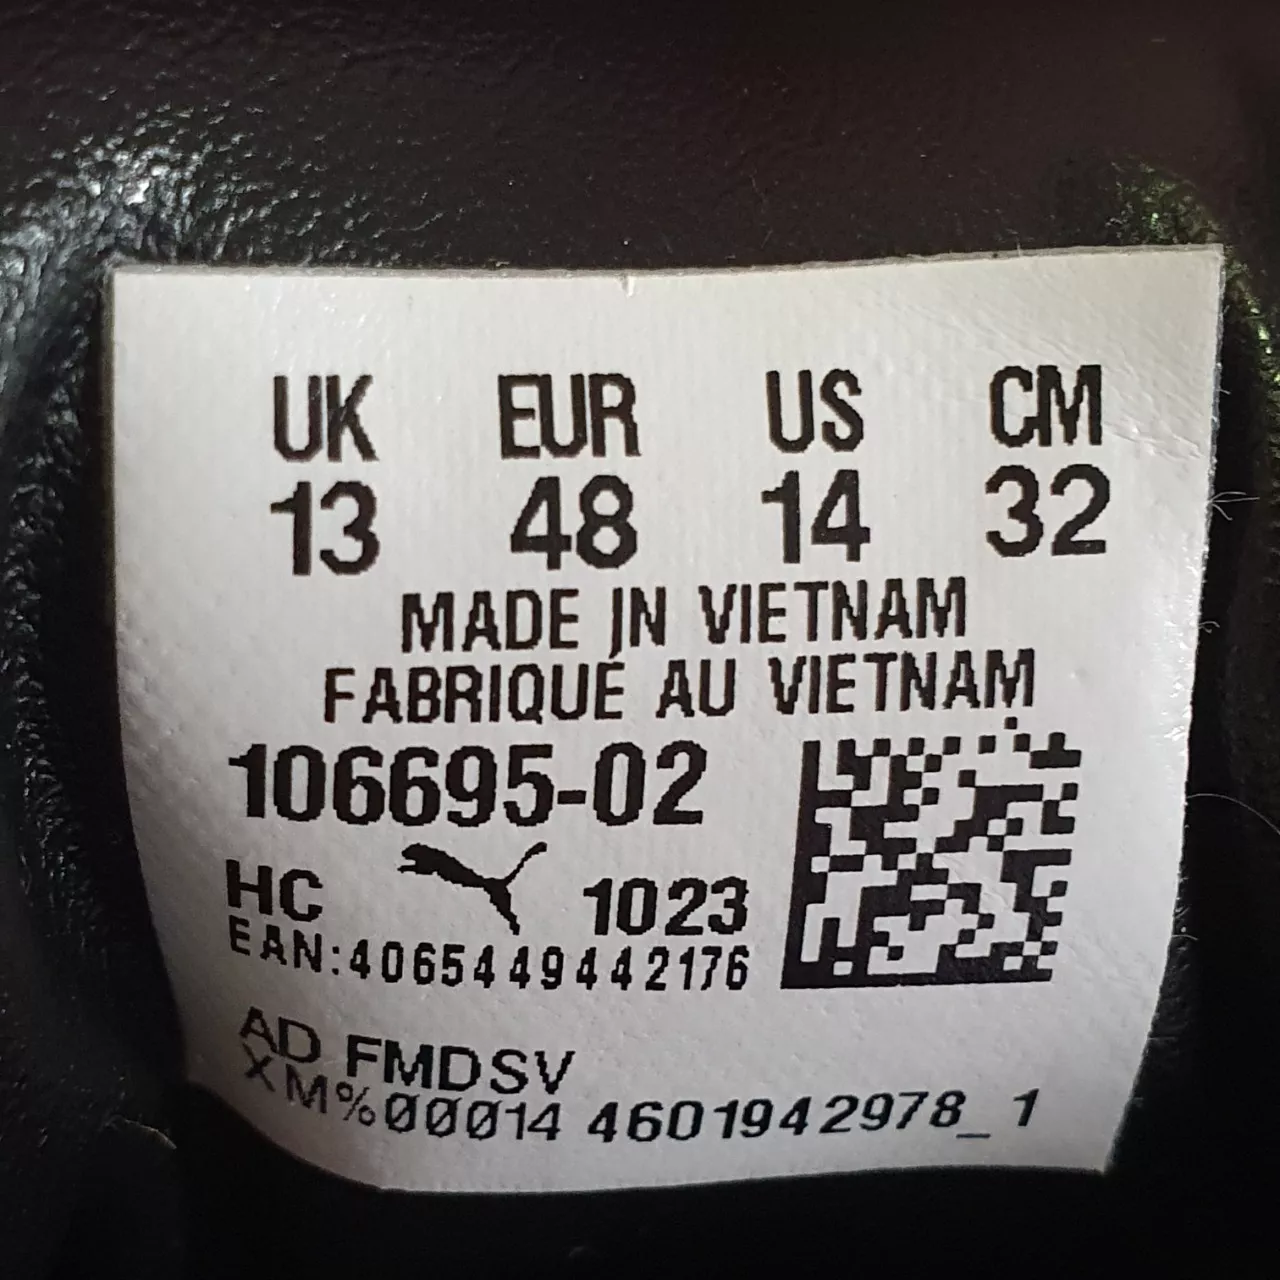 UK EUR US CM
13 48 14 32
MADE IN VIETNAM
FABRIQUÉ AU VIETNAM
106695-02
HC 1023
EAN:4065449442176
AD FMDSV
XM%00014 4601942978_1